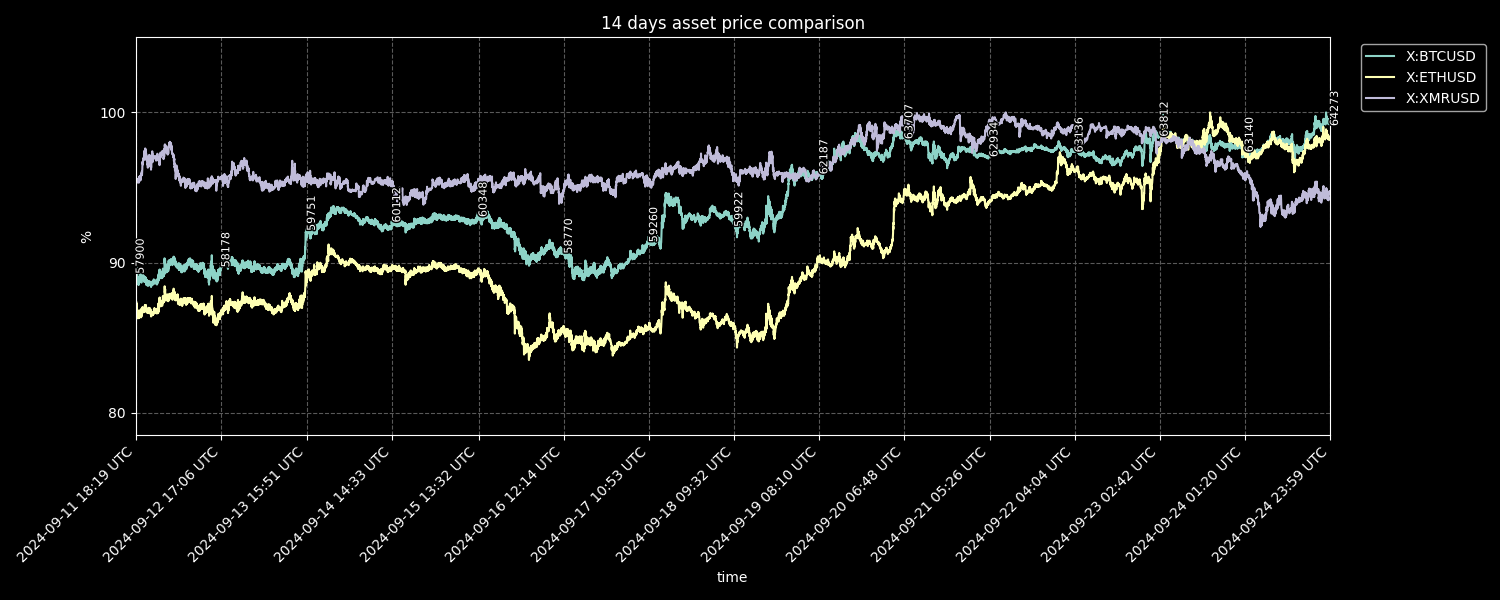 14 days asset price comparison
X:BTCUSD
X:ETHUSD
X:XMRUSD
%
100
90
80
57900
58178
59751
60112
60348
58770
59260
59922
62187
63707
62934
63136
63812
63140
64273
2024-09-11 18:19 UTC
2024-09-12 17:06 UTC
2024-09-13 15:51 UTC
2024-09-14 14:33 UTC
2024-09-15 13:32 UTC
2024-09-16 12:14 UTC
2024-09-17 10:53 UTC
2024-09-18 09:32 UTC
2024-09-19 08:10 UTC
2024-09-20 06:48 UTC
2024-09-21 05:26 UTC
2024-09-22 04:04 UTC
2024-09-23 02:42 UTC
2024-09-24 01:20 UTC
2024-09-24 23:59 UTC
time